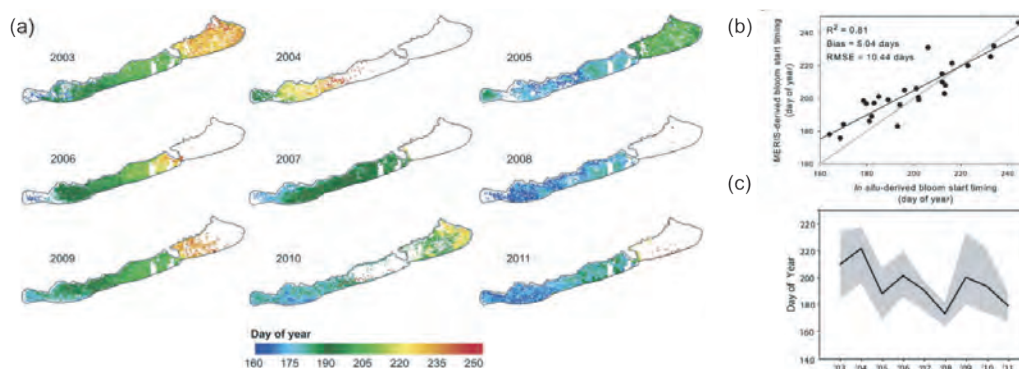 (a)
2003
2004
2005
2006
2007
2008
2009
2010
2011
Day of year
160 175 190 205 220 235 250
(b)
R² = 0.81
Bias = 5.04 days
RMSE = 10.44 days
MERIS-derived bloom start timing
(day of year)
240
220
200
180
160
160 180 200 220 240
In situ-derived bloom start timing
(day of year)
(c)
Day of Year
220
200
180
160
140
'03 '04 '05 '06 '07 '08 '09 '10 '11